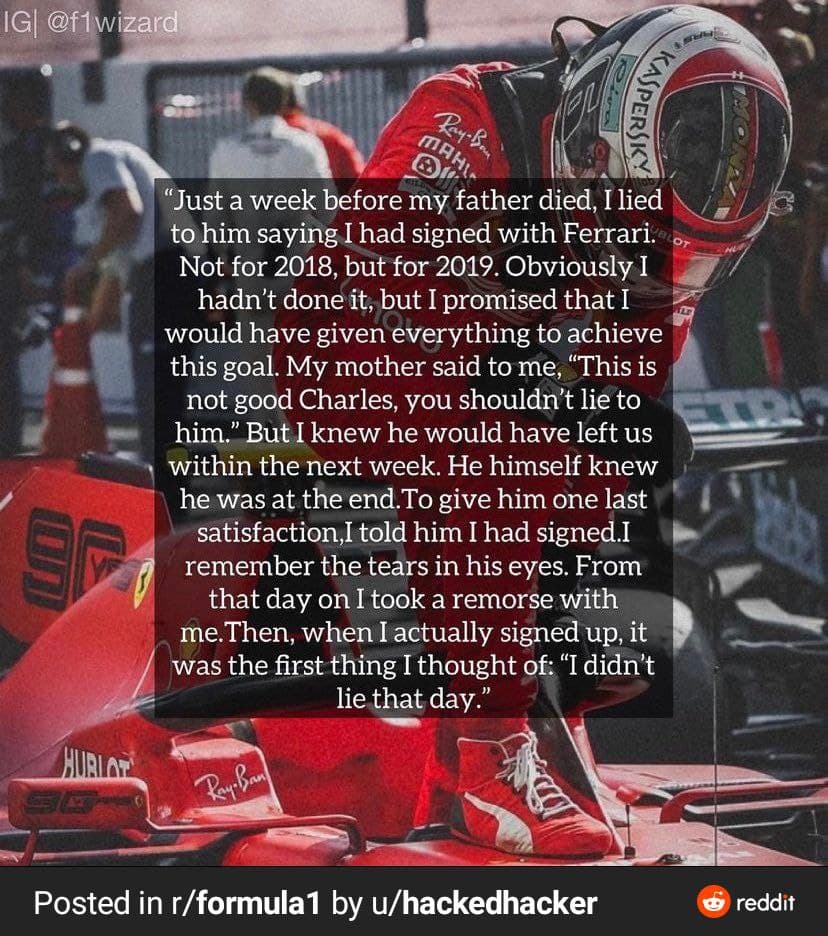 IG| @f1wizard
KASPERSKY
MONZA
Ray-Ban
MAHLE
"Just a week before my father died, I lied
to him saying I had signed with Ferrari.
Not for 2018, but for 2019. Obviously I
hadn't done it, but I promised that I
would have given everything to achieve
this goal. My mother said to me, "This is
not good Charles, you shouldn't lie to
him." But I knew he would have left us
within the next week. He himself knew
he was at the end.To give him one last
satisfaction,I told him I had signed.I
remember the tears in his eyes. From
that day on I took a remorse with
me.Then, when I actually signed up, it
was the first thing I thought of: "I didn't
lie that day."
90
HUBLOT
Ray-Ban
Posted in r/formula1 by u/hackedhacker
reddit